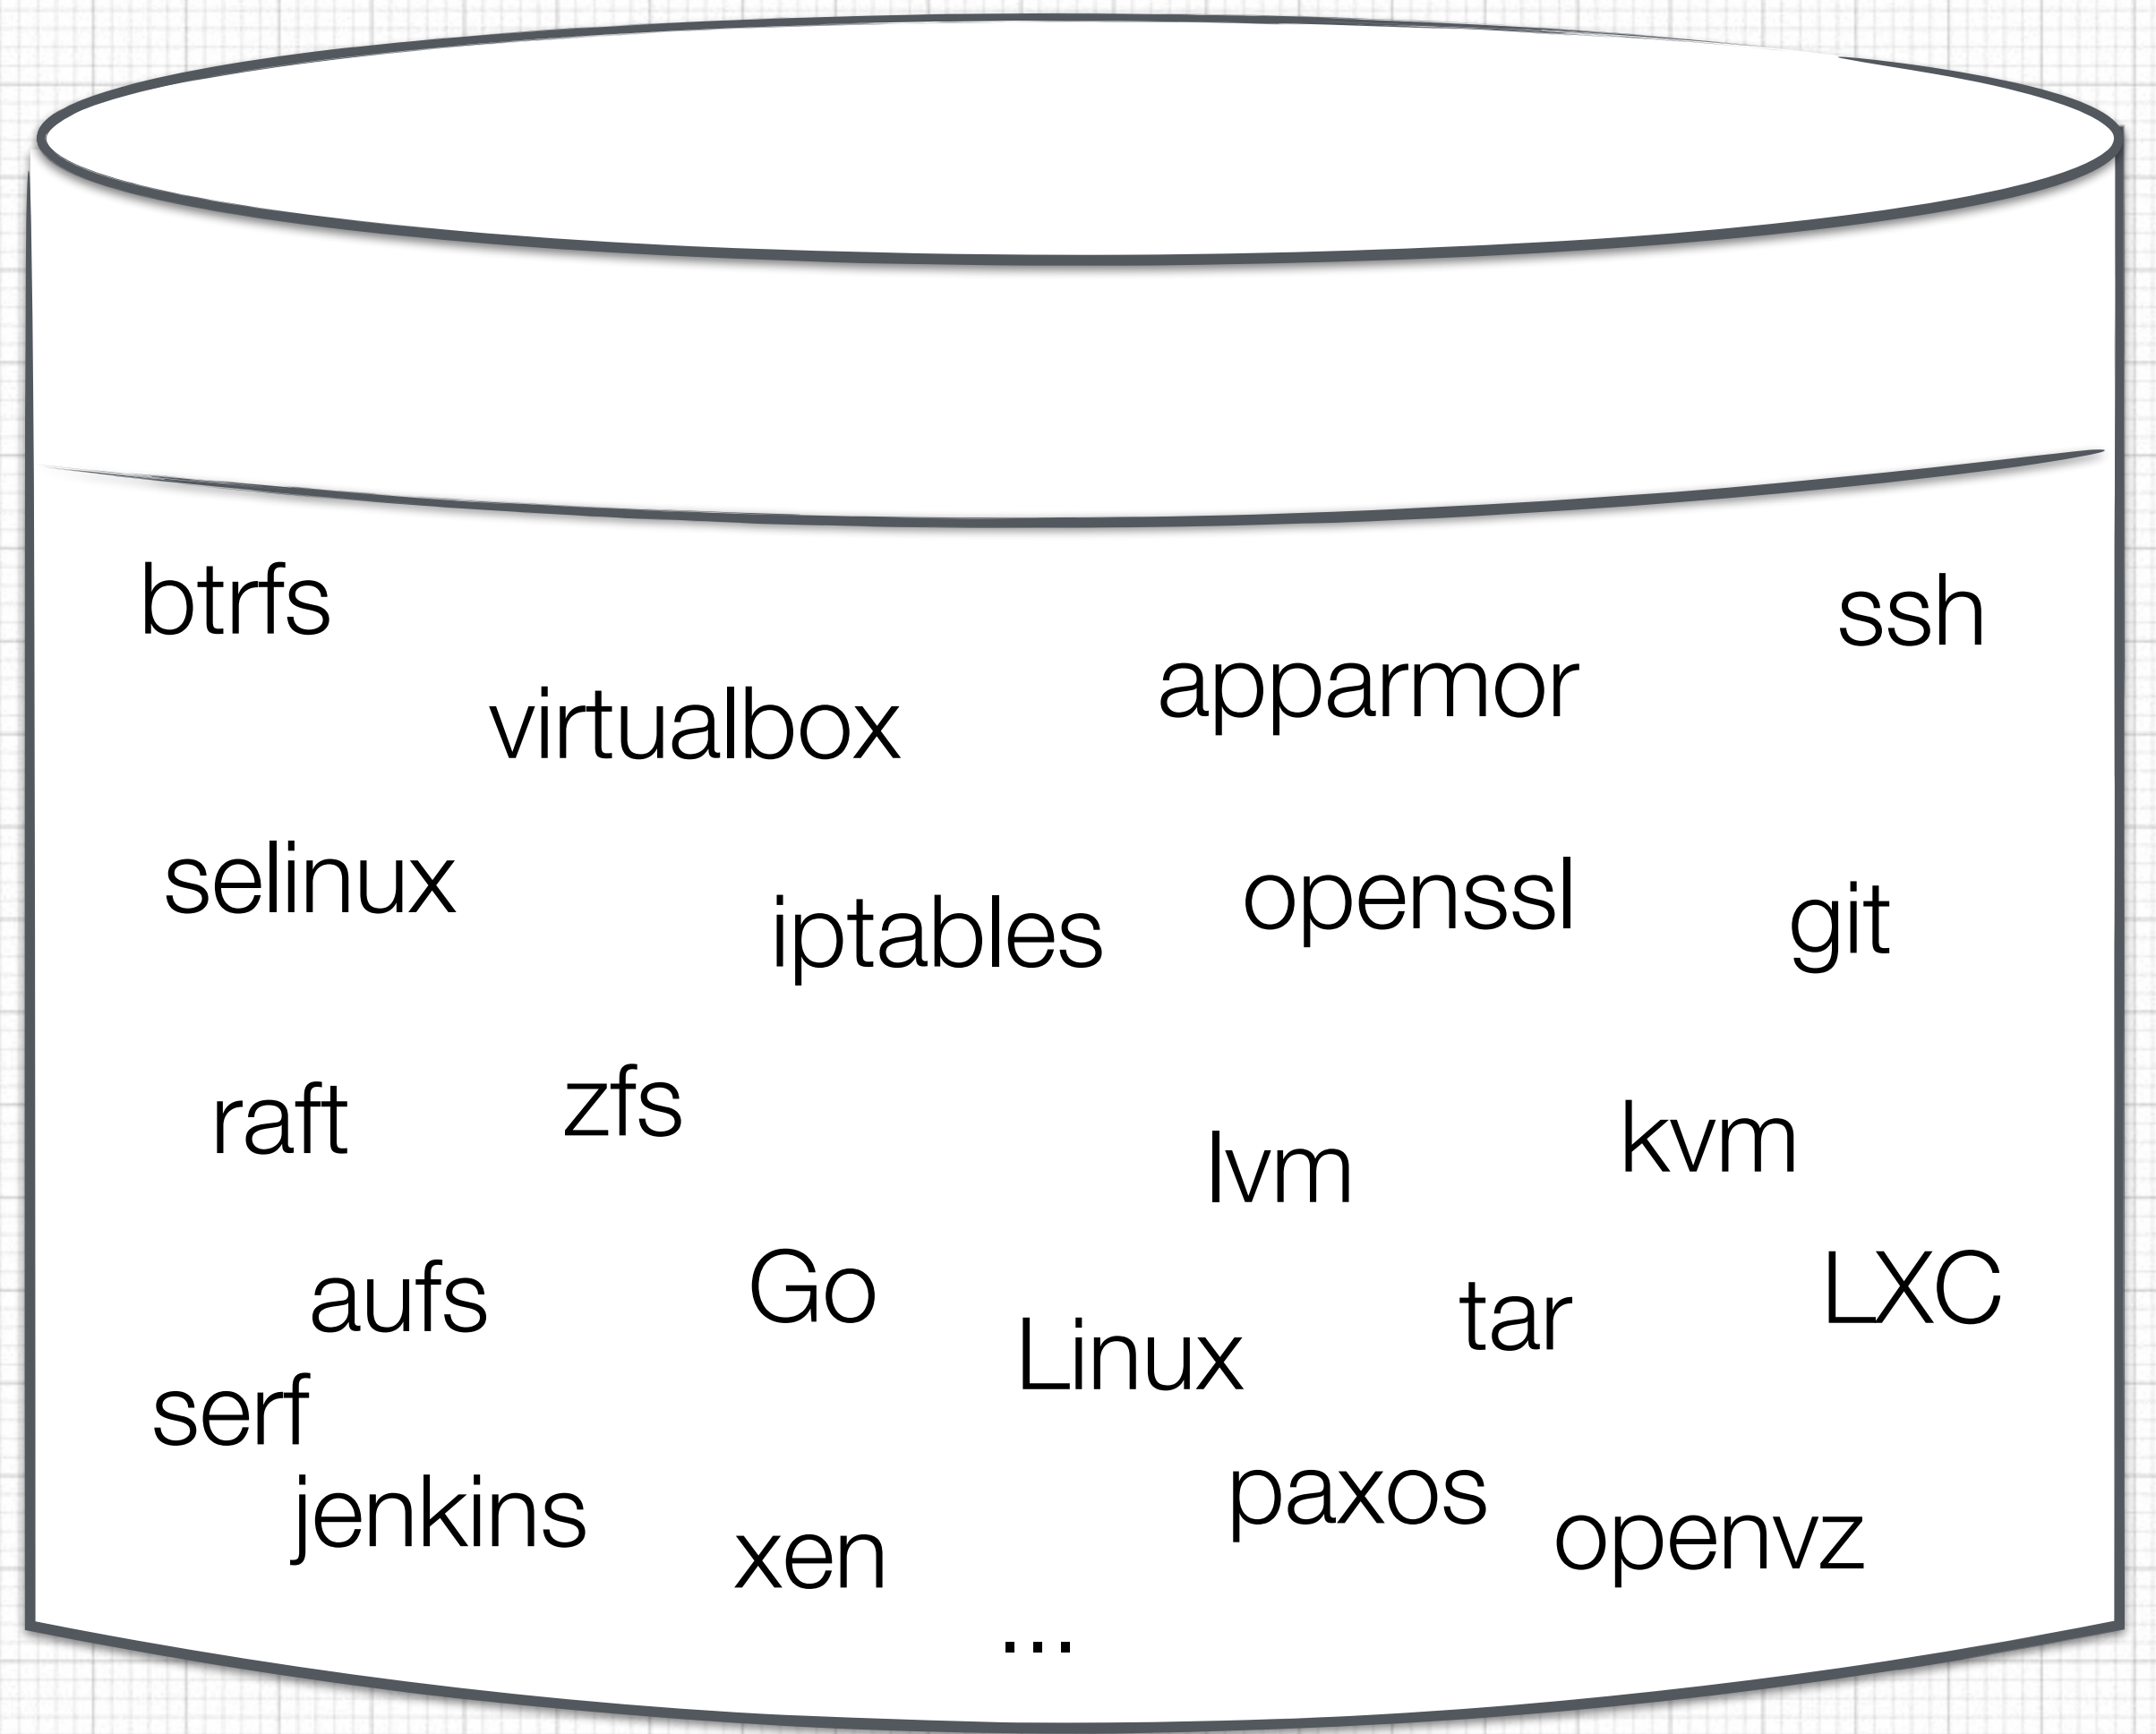 btrfs
ssh
apparmor
virtualbox
selinux
openssl
git
iptables
zfs
raft
kvm
lvm
Go
LXC
aufs
tar
Linux
serf
paxos
jenkins
openvz
xen
...